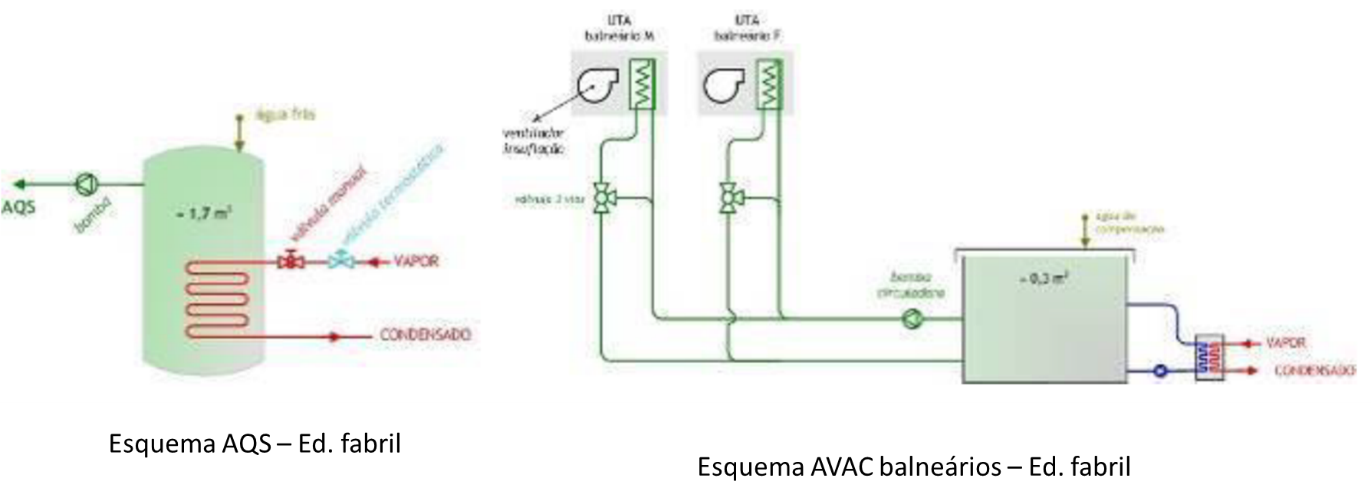 água fria
AQS
bomba
≈ 1,7 m³
válvula manual
válvula termostática
VAPOR
CONDENSADO
Esquema AQS – Ed. fabril
UTA
balneário M
UTA
balneário F
ventilador
insuflação
válvula 3 vias
bomba
circuladora
água de
compensação
≈ 0,3 m³
VAPOR
CONDENSADO
Esquema AVAC balneários – Ed. fabril